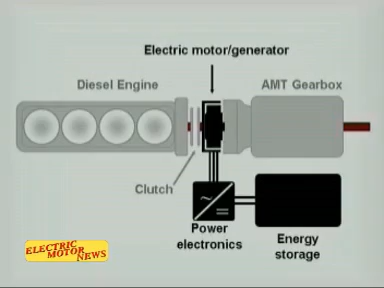 Electric motor/generator
Diesel Engine
AMT Gearbox
Clutch
Power
electronics
Energy
storage
ELECTRIC
MOTOR
NEWS